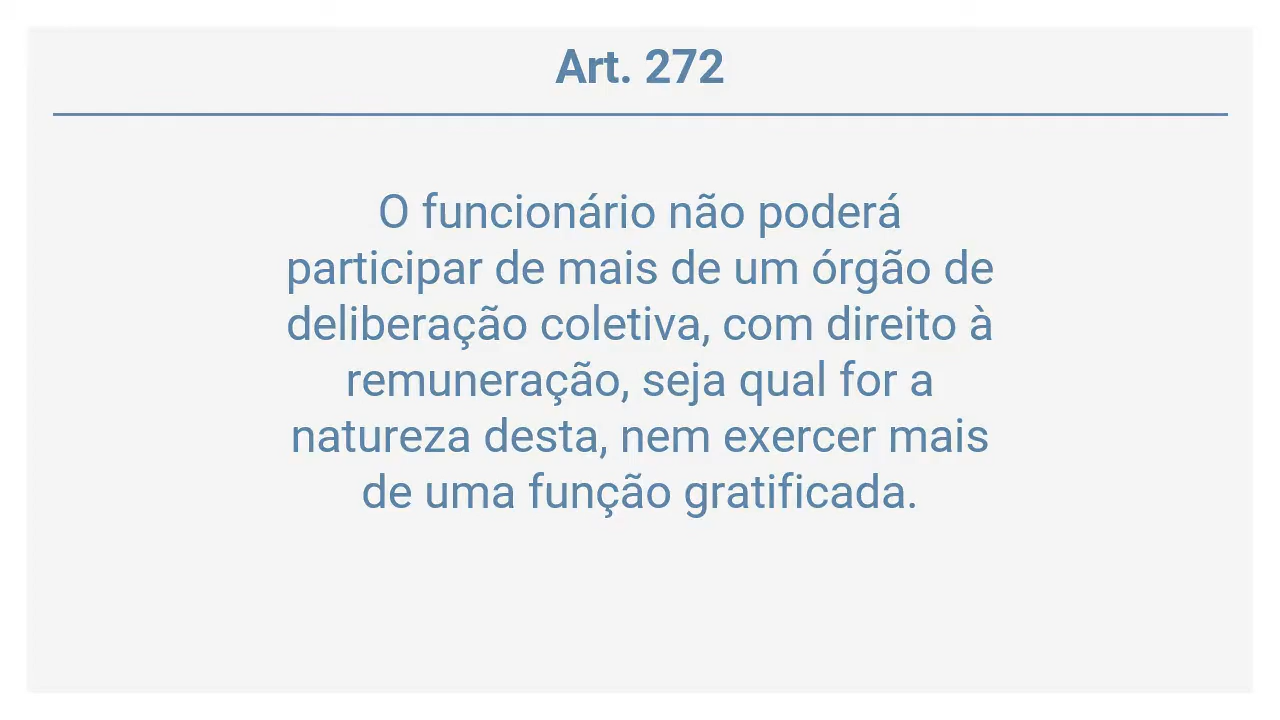 Art. 272
O funcionário não poderá
participar de mais de um órgão de
deliberação coletiva, com direito à
remuneração, seja qual for a
natureza desta, nem exercer mais
de uma função gratificada.